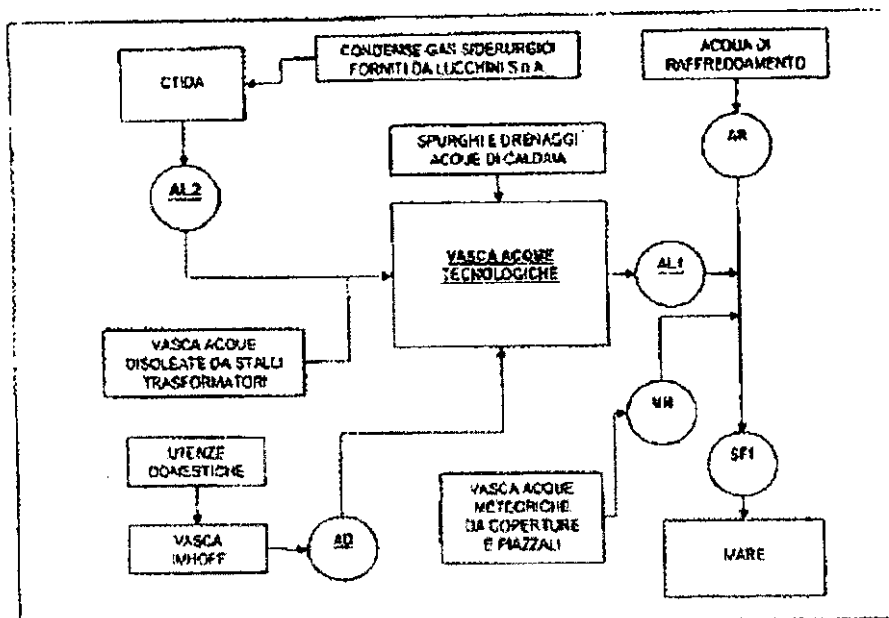 CONDENSE GAS SIDERURGICI
FORNITI DA LUCCHINI S.p.A.
ACQUA DI
RAFFREDDAMENTO
SPURGHI E DRENAGGI
ACQUE DI CALDAIA
AR
AL2
VASCA ACQUE
TECNOLOGICHE
AL1
VASCA ACQUE
DISOLEATE DA STALLI
TRASFORMATORI
UTENZE
DOMESTICHE
SF1
VASCA ACQUE
METEORICHE
DA COPERTURE
E PIAZZALI
VASCA
IMHOFF
AD
MARE